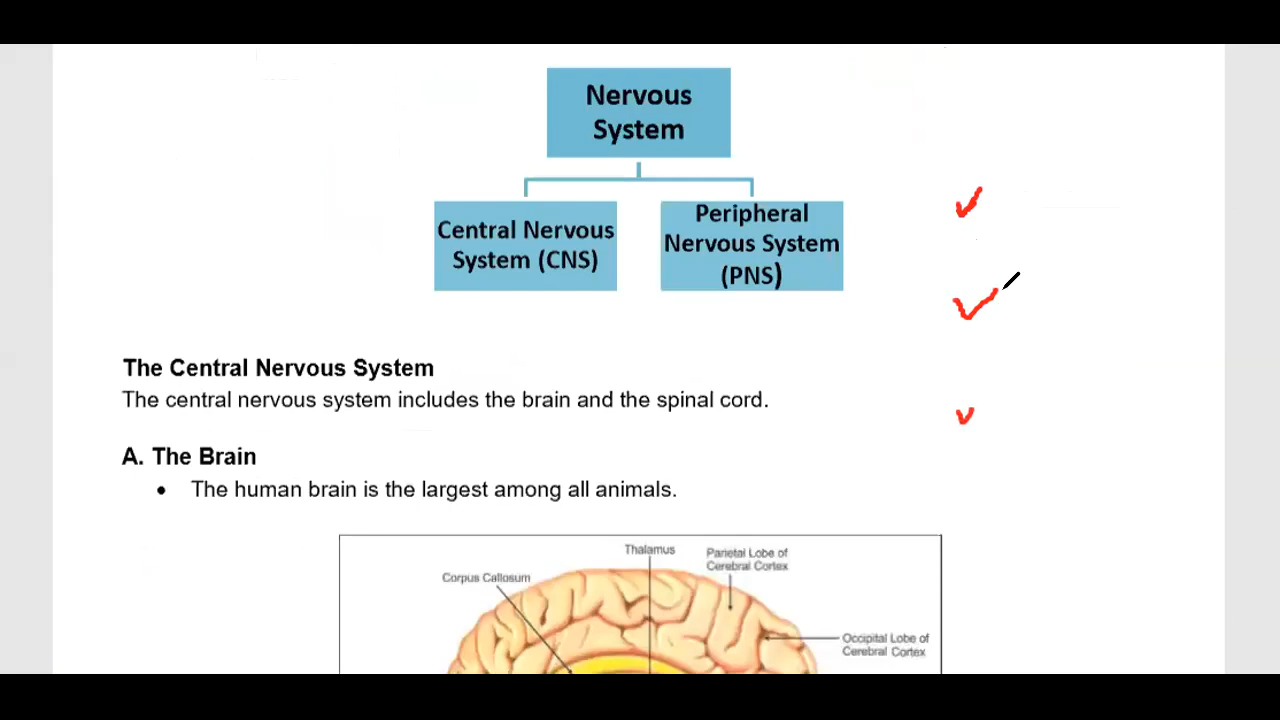 Nervous
System
Central Nervous
System (CNS)
Peripheral
Nervous System
(PNS)
The Central Nervous System
The central nervous system includes the brain and the spinal cord.
A. The Brain
• The human brain is the largest among all animals.
Thalamus
Parietal Lobe of
Cerebral Cortex
Corpus Callosum
Occipital Lobe of
Cerebral Cortex